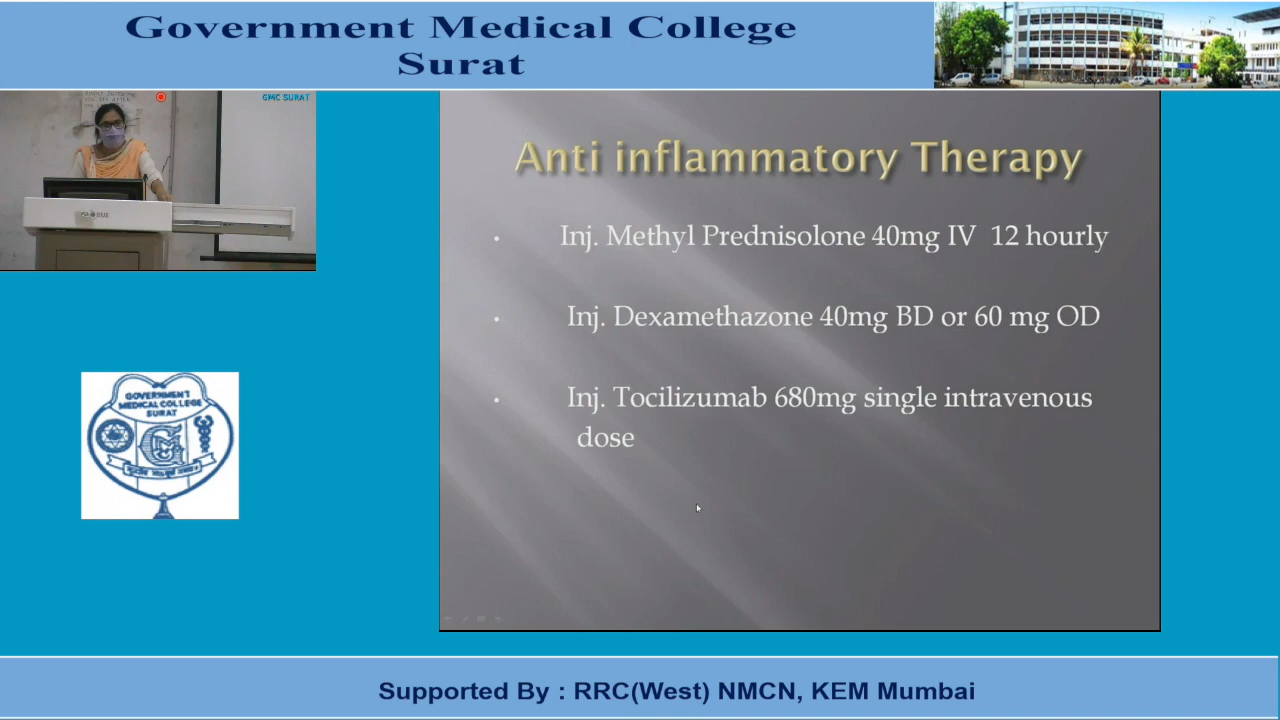 Government Medical College
Surat
GMC SURAT
Anti inflammatory Therapy
• Inj. Methyl Prednisolone 40mg IV 12 hourly
• Inj. Dexamethazone 40mg BD or 60 mg OD
• Inj. Tocilizumab 680mg single intravenous
dose
GOVERNMENT
MEDICAL COLLEGE
SURAT
Supported By : RRC(West) NMCN, KEM Mumbai